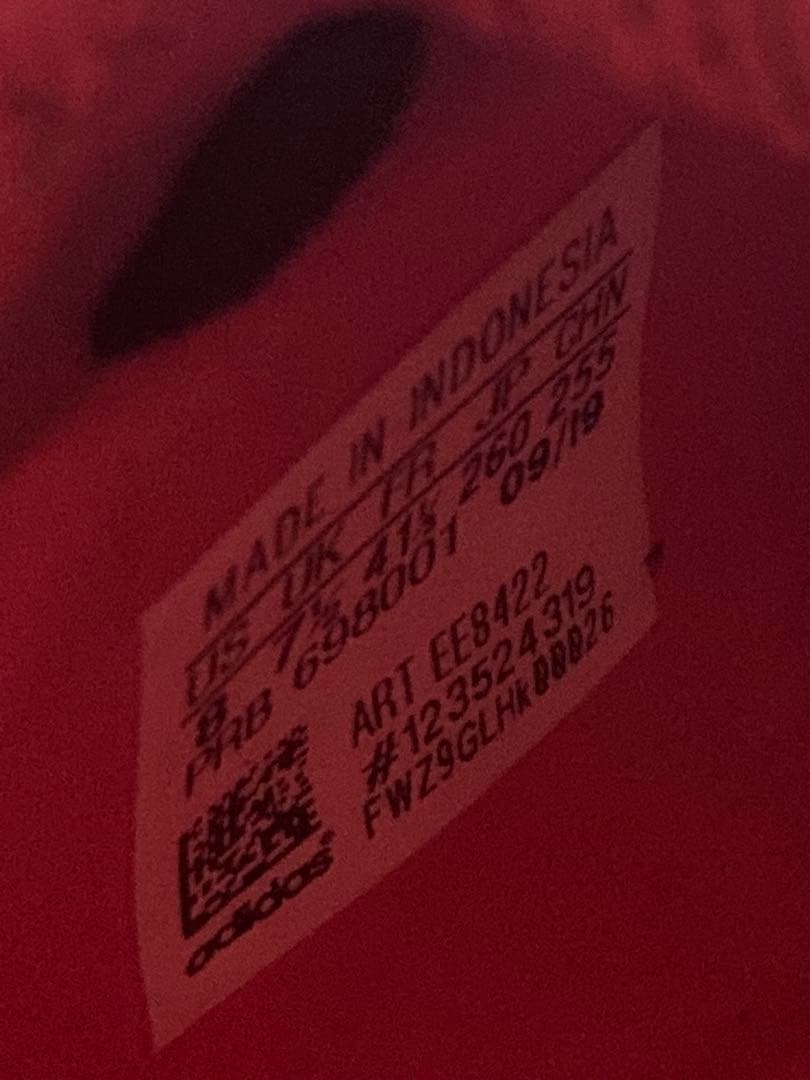 MADE IN INDONESIA
US UK FR JP CHN
8 7½ 41⅓ 260 255
PRB 698001 09/19
ART EE8422
#123524319
FWZ9GLHk00026
adidas